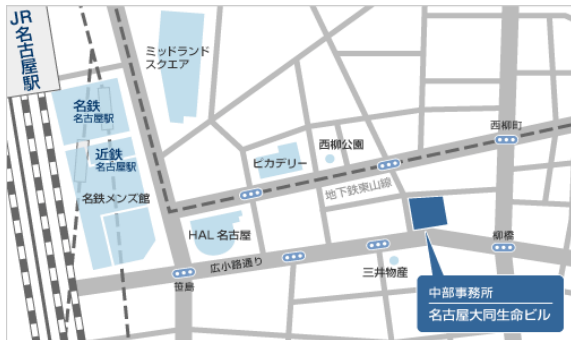 JR名古屋駅
ミッドランド
スクエア
名鉄
名古屋駅
近鉄
名古屋駅
名鉄メンズ館
ピカデリー
西柳公園
西柳町
地下鉄東山線
HAL 名古屋
広小路通り
笹島
三井物産
柳橋
中部事務所
名古屋大同生命ビル